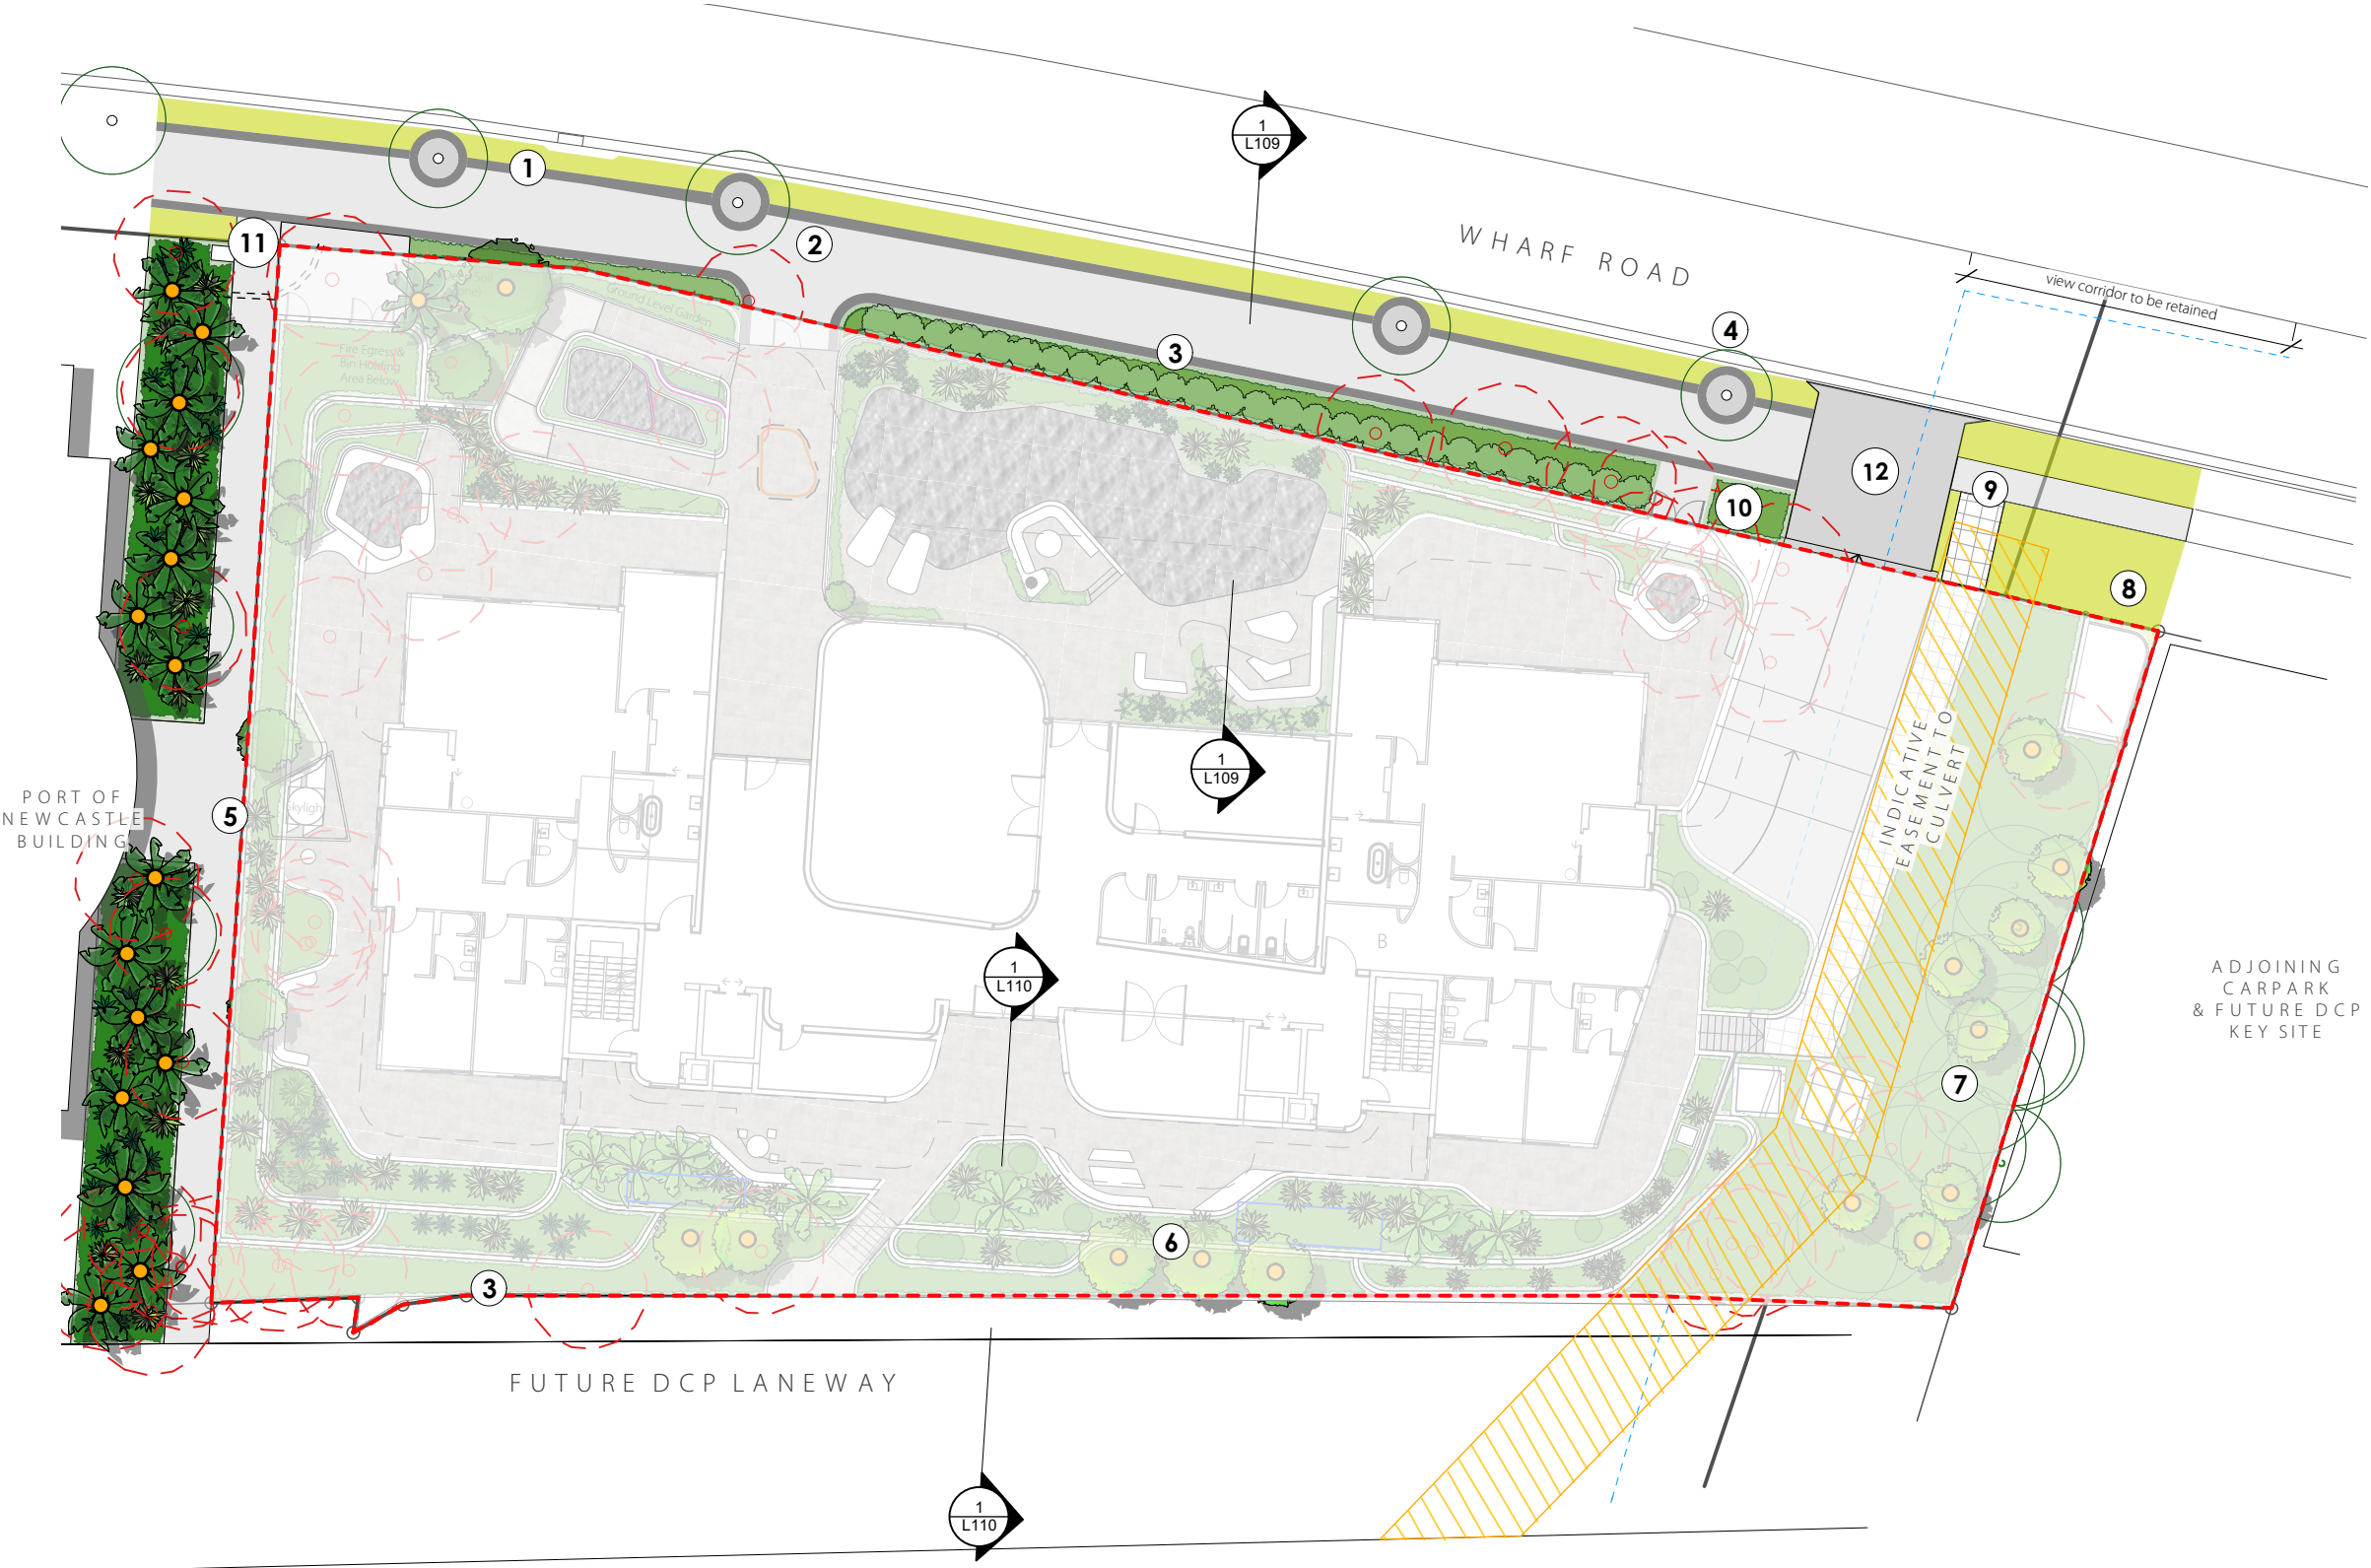 1
L109
WHARF ROAD
view corridor to be retained
1
2
11
3
4
12
9
10
8
Ground Level Garden
Fire Egress &
Bin Holding
Area Below
PORT OF
NEWCASTLE
BUILDING
5
Skylight
1
L109
INDICATIVE
EASEMENT TO
CULVERT
B
1
L110
ADJOINING
CARPARK
& FUTURE DCP
KEY SITE
7
6
3
FUTURE DCP LANEWAY
1
L110